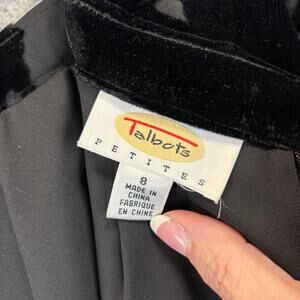 Talbots
PETITES
8
MADE IN
CHINA
FABRIQUE
EN CHINE